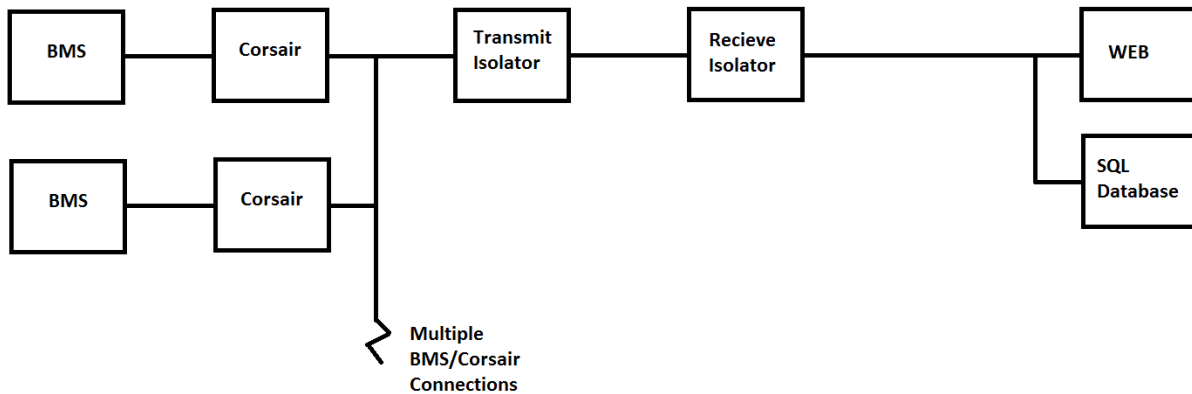 BMS
Corsair
Transmit
Isolator
Recieve
Isolator
WEB
BMS
Corsair
SQL
Database
Multiple
BMS/Corsair
Connections